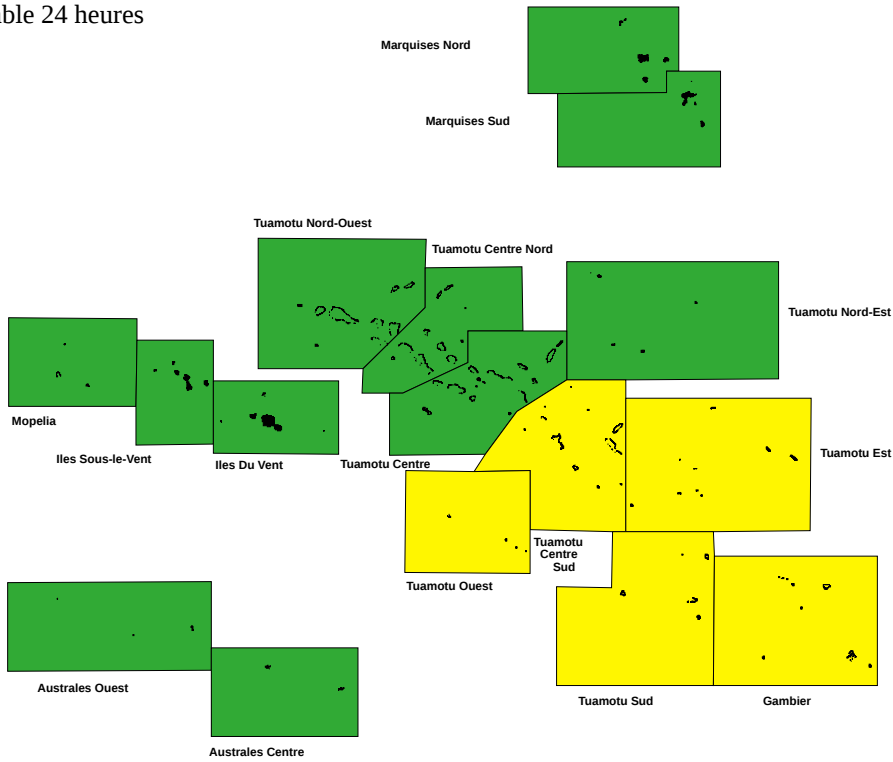 24 heures
Marquises Nord
Marquises Sud
Tuamotu Nord-Ouest
Tuamotu Centre Nord
Tuamotu Nord-Est
Mopelia
Iles Sous-le-Vent
Iles Du Vent
Tuamotu Centre
Tuamotu Est
Tuamotu
Centre
Sud
Tuamotu Ouest
Australes Ouest
Tuamotu Sud
Gambier
Australes Centre